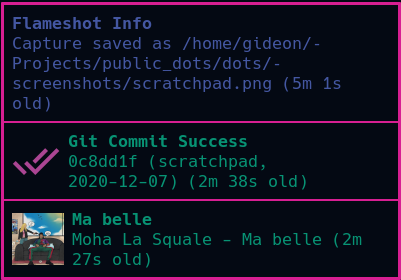 Flameshot Info
Capture saved as /home/gideon/-
Projects/public_dots/dots/-
screenshots/scratchpad.png (5m 1s
old)
Git Commit Success
0c8dd1f (scratchpad,
2020-12-07) (2m 38s old)
Ma belle
Moha La Squale – Ma belle (2m
27s old)